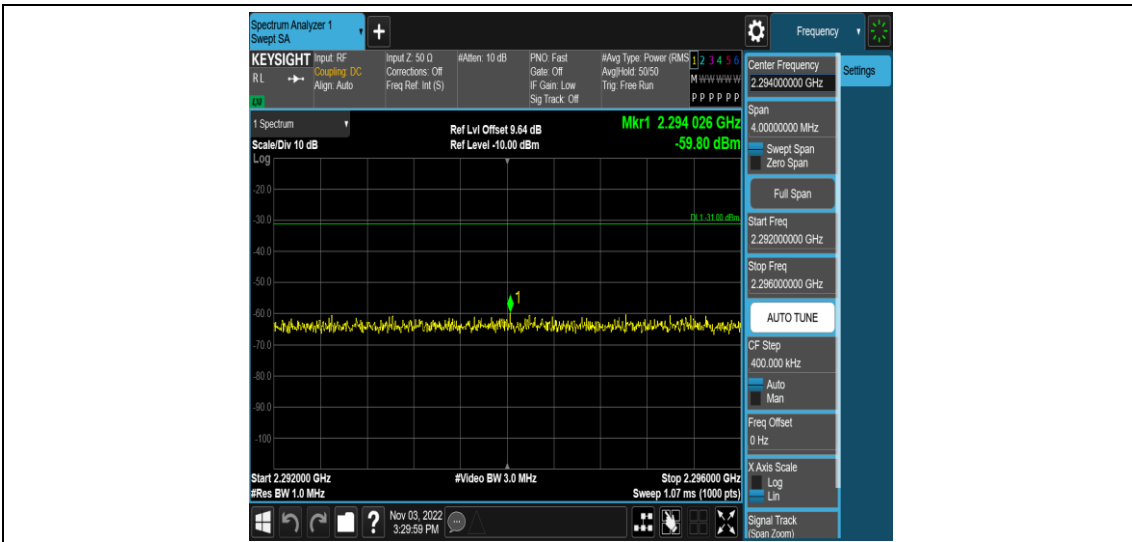 Spectrum Analyzer 1
Swept SA
+
Frequency
KEYSIGHT
RL
LXI
Input: RF
Coupling: DC
Align: Auto
Input Z: 50 Ω
Corrections: Off
Freq Ref: Int (S)
#Atten: 10 dB
PNO: Fast
Gate: Off
IF Gain: Low
Sig Track: Off
#Avg Type: Power (RMS
Avg|Hold: 50/50
Trig: Free Run
1 2 3 4 5 6
M W W W W W
P P P P P P
Center Frequency
2.294000000 GHz
Settings
Span
4.00000000 MHz
Swept Span
Zero Span
Full Span
Start Freq
2.292000000 GHz
Stop Freq
2.296000000 GHz
AUTO TUNE
CF Step
400.000 kHz
Auto
Man
Freq Offset
0 Hz
X Axis Scale
Log
Lin
Signal Track
(Span Zoom)
1 Spectrum
Scale/Div 10 dB
Log
Ref Lvl Offset 9.64 dB
Ref Level -10.00 dBm
Mkr1 2.294 026 GHz
-59.80 dBm
-20.0
-30.0
DL1 -31.00 dBm
-40.0
-50.0
1
-60.0
-70.0
-80.0
-90.0
-100
Start 2.292000 GHz
#Res BW 1.0 MHz
#Video BW 3.0 MHz
Stop 2.296000 GHz
Sweep 1.07 ms (1000 pts)
?
Nov 03, 2022
3:29:59 PM